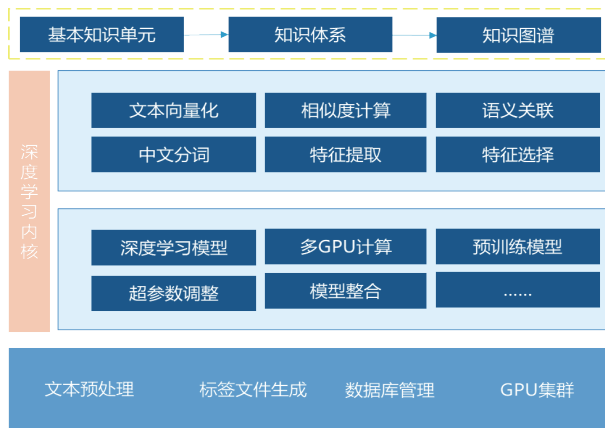 基本知识单元 知识体系 知识图谱
深度学习内核
文本向量化 相似度计算 语义关联
中文分词 特征提取 特征选择
深度学习模型 多GPU计算 预训练模型
超参数调整 模型整合 ......
文本预处理 标签文件生成 数据库管理 GPU集群